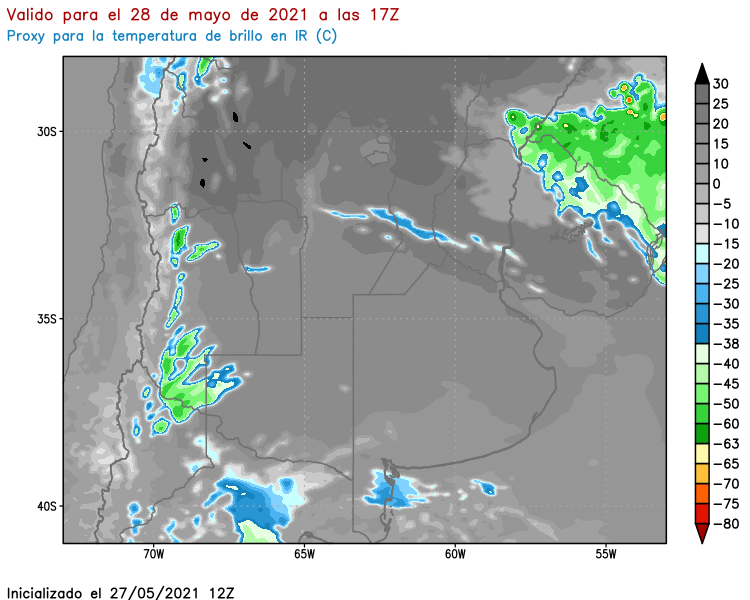 Valido para el 28 de mayo de 2021 a las 17Z
Proxy para la temperatura de brillo en IR (C)
30S
35S
40S
70W
65W
60W
55W
30
25
20
15
10
0
-5
-10
-15
-20
-25
-30
-35
-38
-40
-45
-50
-60
-63
-65
-70
-75
-80
Inicializado el 27/05/2021 12Z